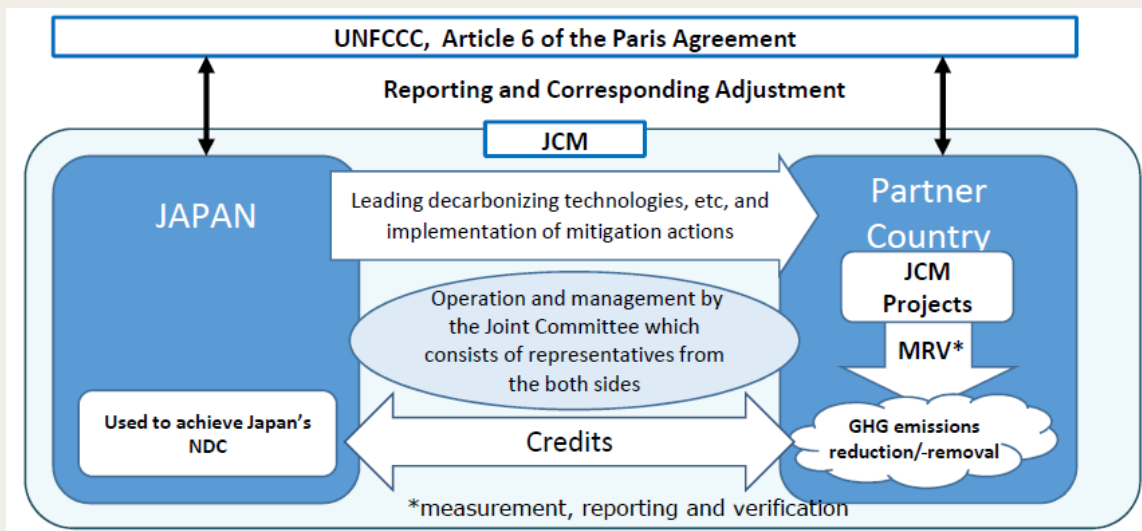 UNFCCC, Article 6 of the Paris Agreement
Reporting and Corresponding Adjustment
JCM
JAPAN
Leading decarbonizing technologies, etc, and
implementation of mitigation actions
Partner
Country
JCM
Projects
Operation and management by
the Joint Committee which
consists of representatives from
the both sides
MRV*
Used to achieve Japan's
NDC
Credits
GHG emissions
reduction/-removal
*measurement, reporting and verification